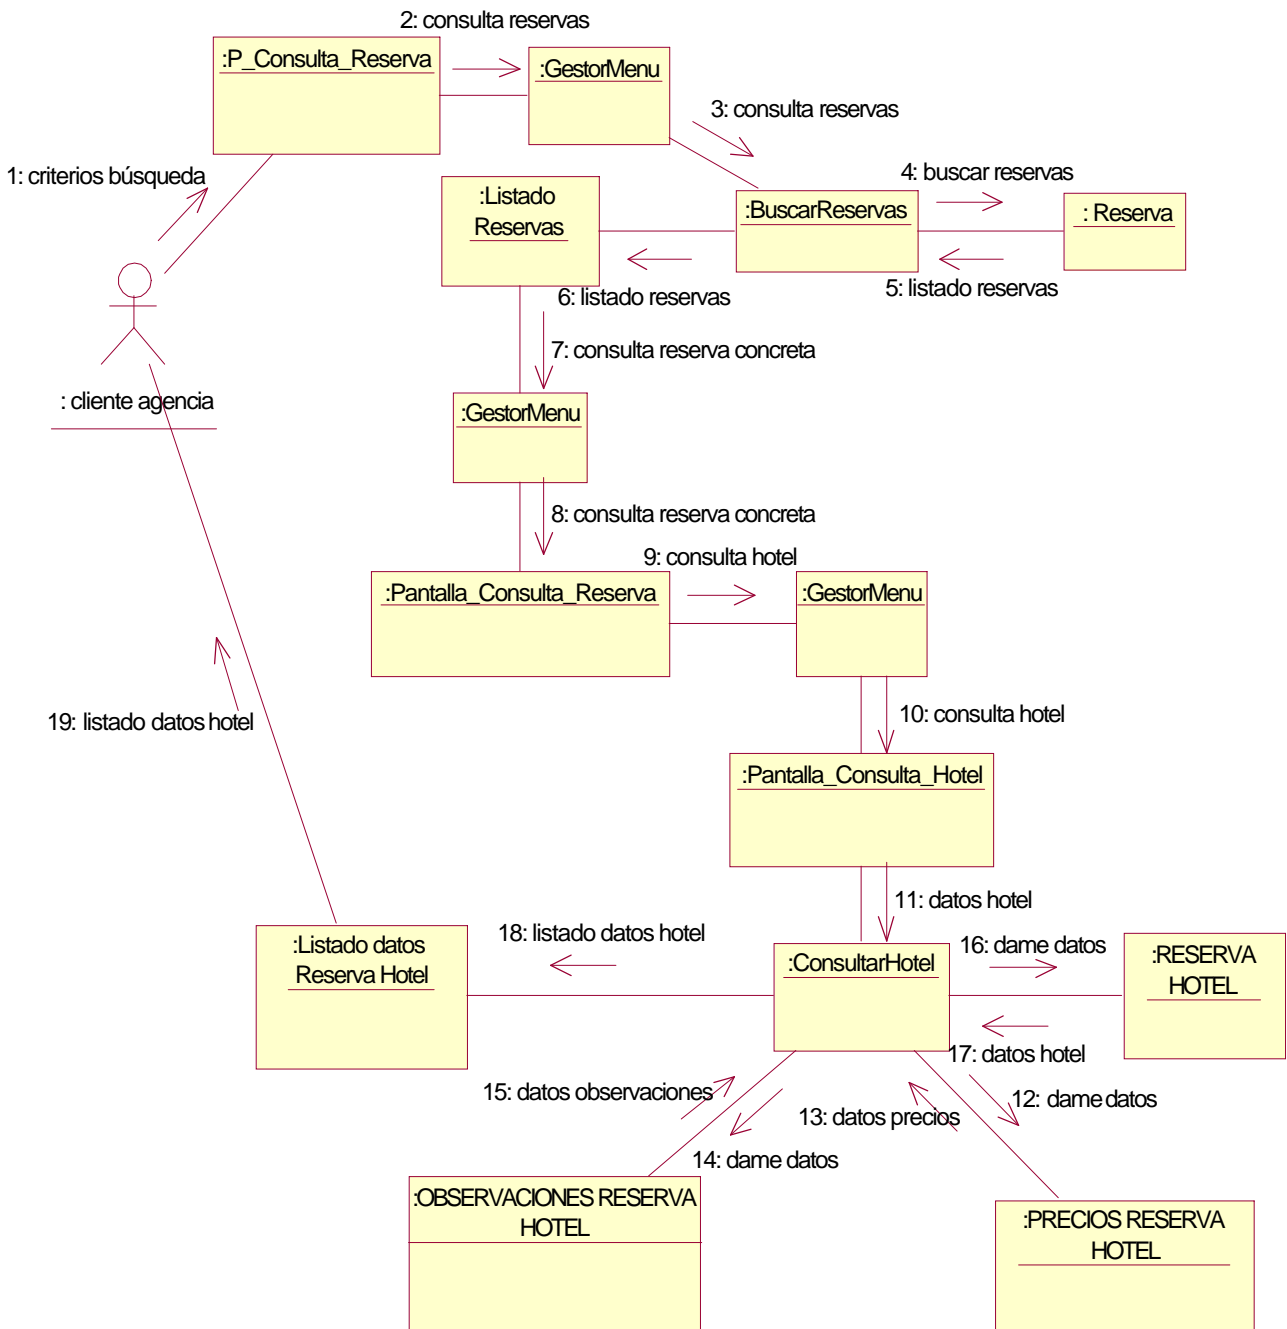 2: consulta reservas
:P_Consulta_Reserva
:GestorMenu
3: consulta reservas
1: criterios búsqueda
4: buscar reservas
:Listado
Reservas
:BuscarReservas
: Reserva
6: listado reservas
5: listado reservas
7: consulta reserva concreta
: cliente agencia
:GestorMenu
8: consulta reserva concreta
9: consulta hotel
:Pantalla_Consulta_Reserva
:GestorMenu
19: listado datos hotel
10: consulta hotel
:Pantalla_Consulta_Hotel
11: datos hotel
18: listado datos hotel
:Listado datos
Reserva Hotel
:ConsultarHotel
16: dame datos
:RESERVA
HOTEL
17: datos hotel
15: datos observaciones
12: dame datos
13: datos precios
14: dame datos
:OBSERVACIONES RESERVA
HOTEL
:PRECIOS RESERVA
HOTEL